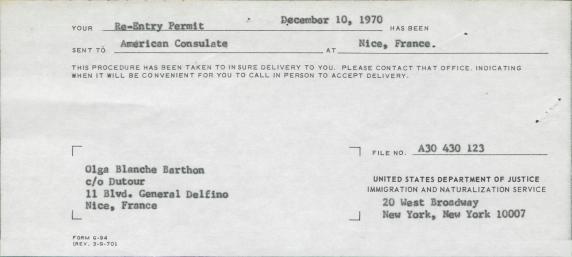 December 10, 1970
YOUR Re-Entry Permit HAS BEEN
SENT TO American Consulate AT Nice, France.
THIS PROCEDURE HAS BEEN TAKEN TO INSURE DELIVERY TO YOU. PLEASE CONTACT THAT OFFICE, INDICATING
WHEN IT WILL BE CONVENIENT FOR YOU TO CALL IN PERSON TO ACCEPT DELIVERY.
FILE NO. A30 430 123
Olga Blanche Barthon
c/o Dutour
11 Blvd. General Delfino
Nice, France
UNITED STATES DEPARTMENT OF JUSTICE
IMMIGRATION AND NATURALIZATION SERVICE
20 West Broadway
New York, New York 10007
FORM G-94
(REV. 3-9-70)